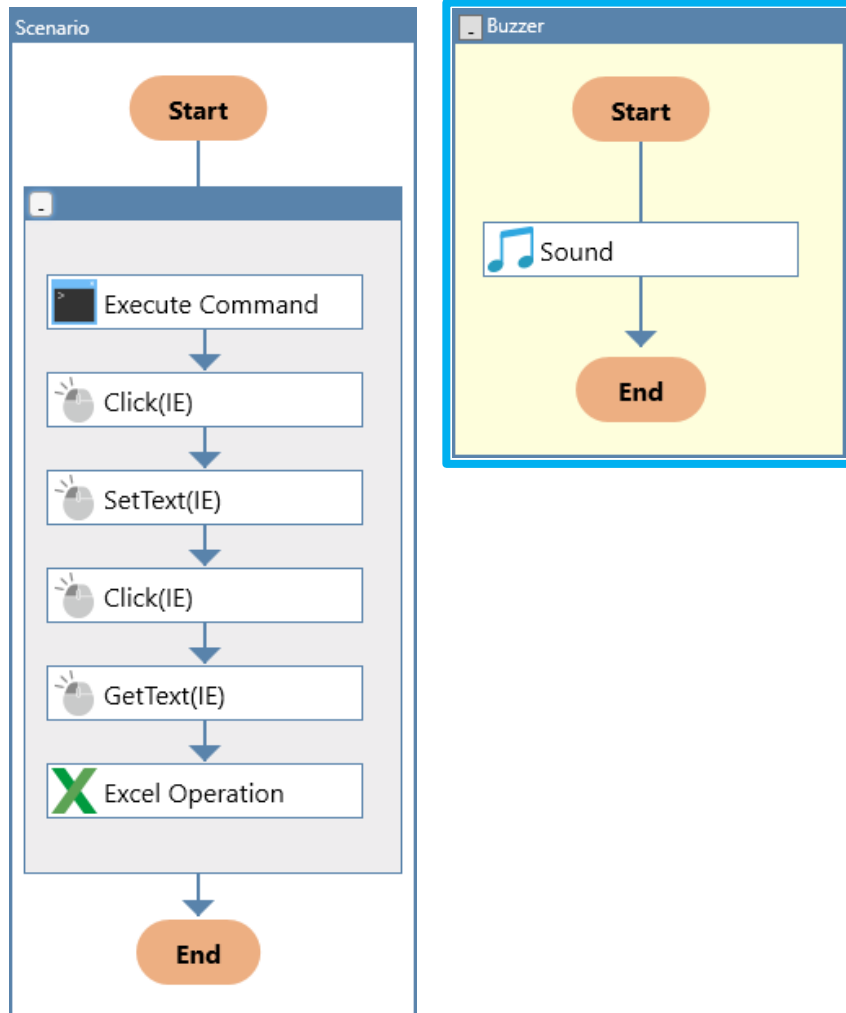 Scenario
Start
Execute Command
Click(IE)
SetText(IE)
Click(IE)
GetText(IE)
Excel Operation
End
Buzzer
Start
Sound
End